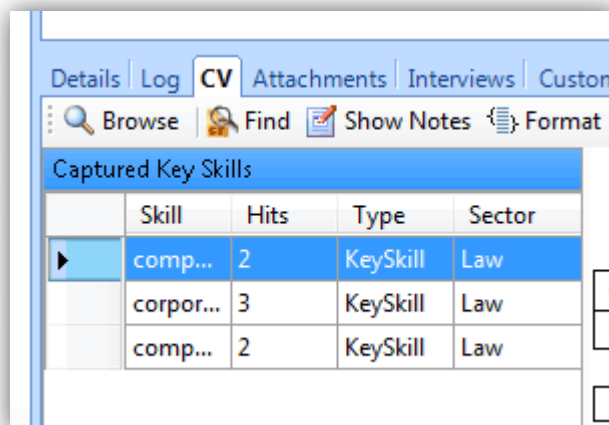 Details Log CV Attachments Interviews Custom
Browse Find Show Notes Format
Captured Key Skills
Skill Hits Type Sector
comp... 2 KeySkill Law
corpor... 3 KeySkill Law
comp... 2 KeySkill Law